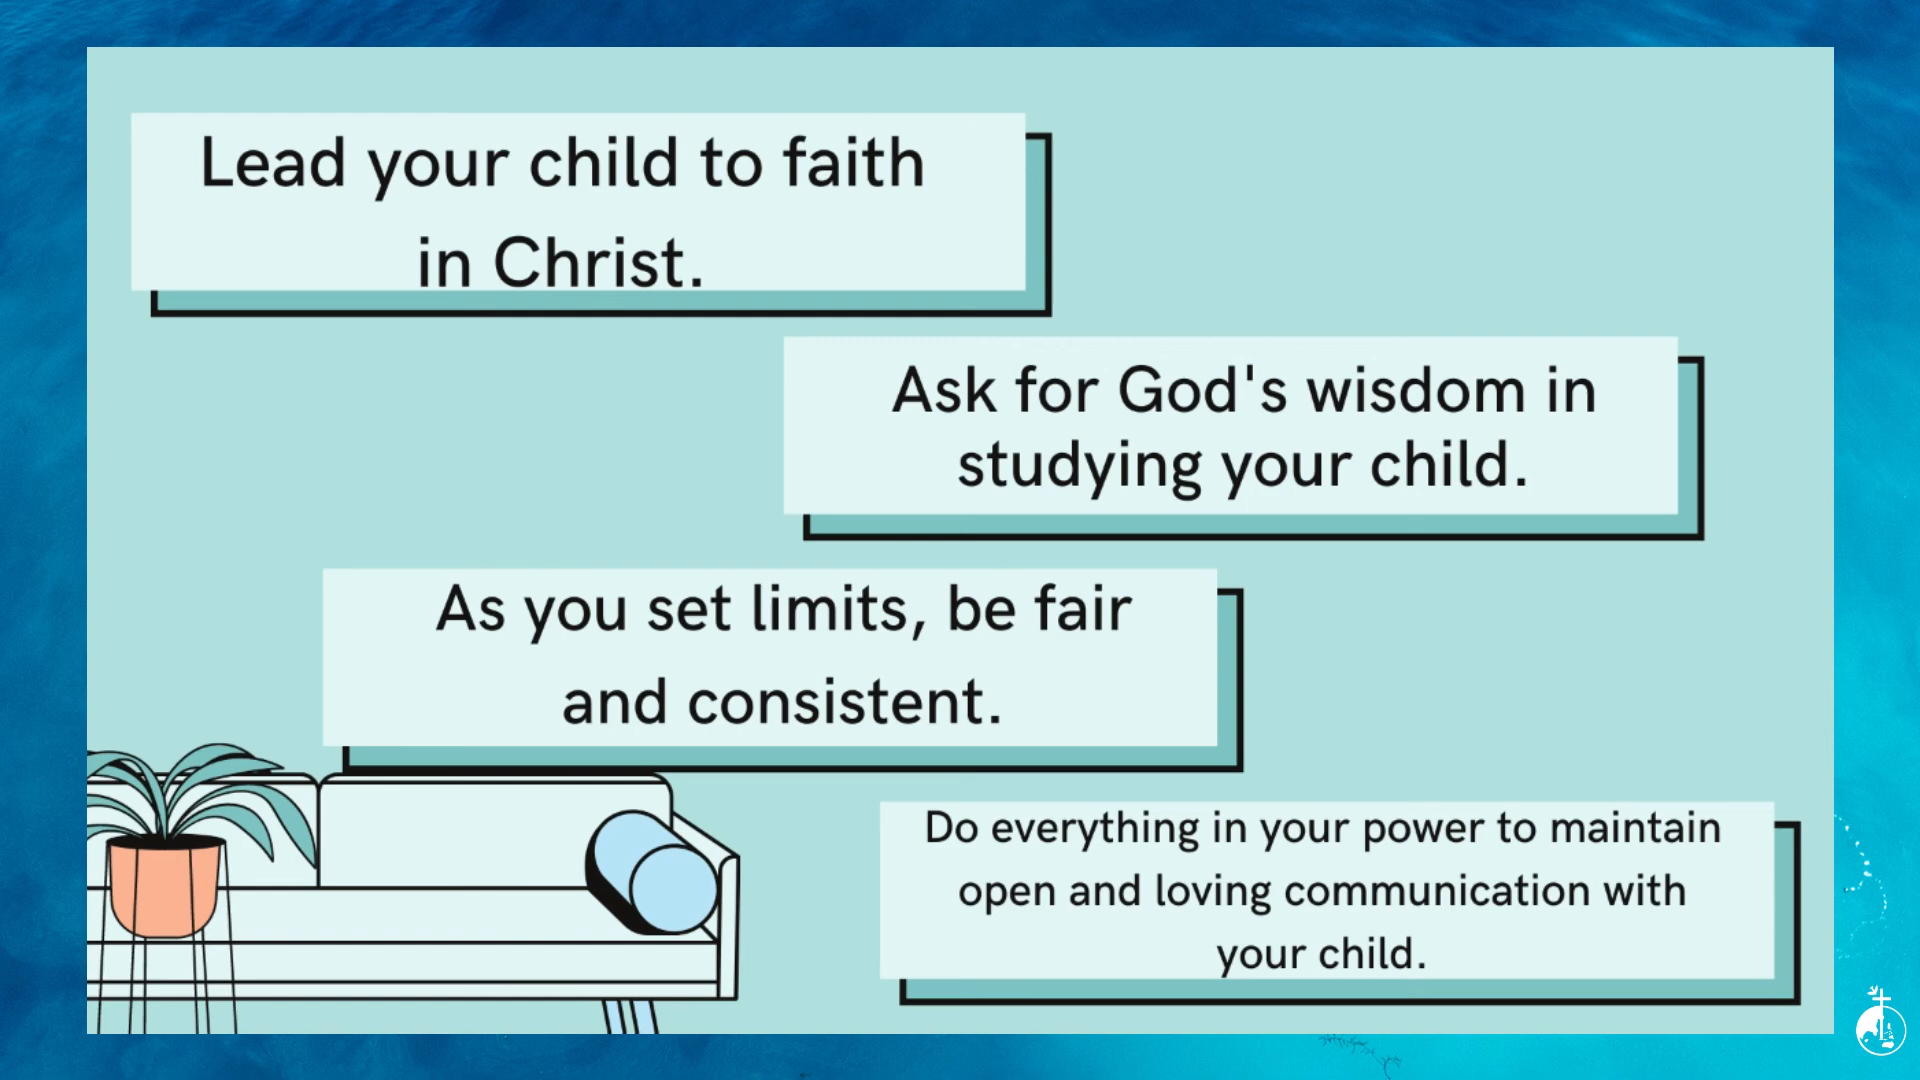 Lead your child to faith
in Christ.
Ask for God's wisdom in
studying your child.
As you set limits, be fair
and consistent.
Do everything in your power to maintain
open and loving communication with
your child.